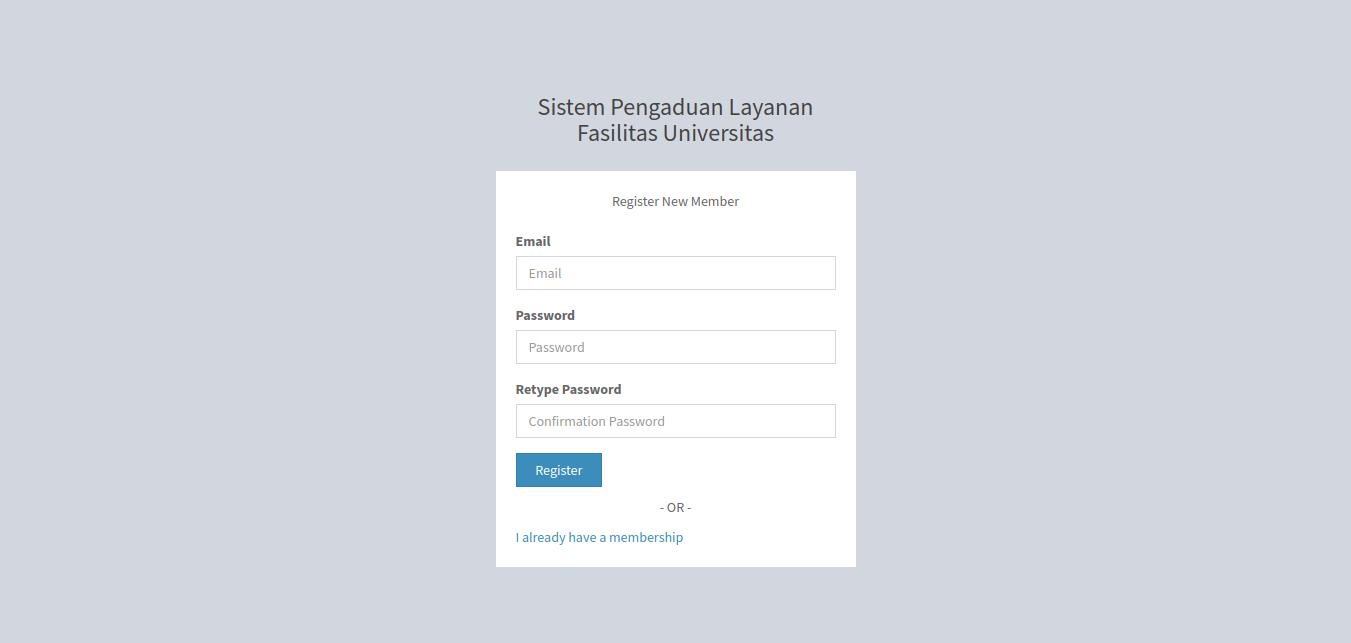 Sistem Pengaduan Layanan
Fasilitas Universitas
Register New Member
Email
Email
Password
Password
Retype Password
Confirmation Password
Register
- OR -
I already have a membership